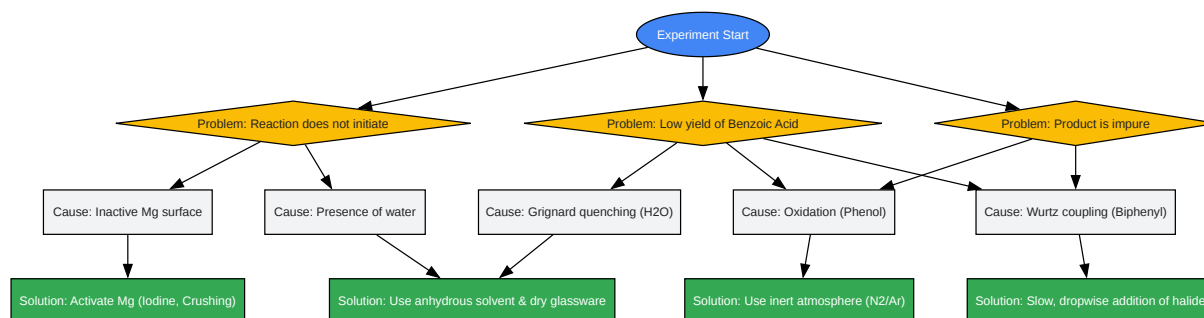 Experiment Start
Problem: Reaction does not initiate
Problem: Low yield of Benzoic Acid
Problem: Product is impure
Cause: Inactive Mg surface
Cause: Presence of water
Cause: Grignard quenching (H2O)
Cause: Oxidation (Phenol)
Cause: Wurtz coupling (Biphenyl)
Solution: Activate Mg (Iodine, Crushing)
Solution: Use anhydrous solvent & dry glassware
Solution: Use inert atmosphere (N2/Ar)
Solution: Slow, dropwise addition of halide